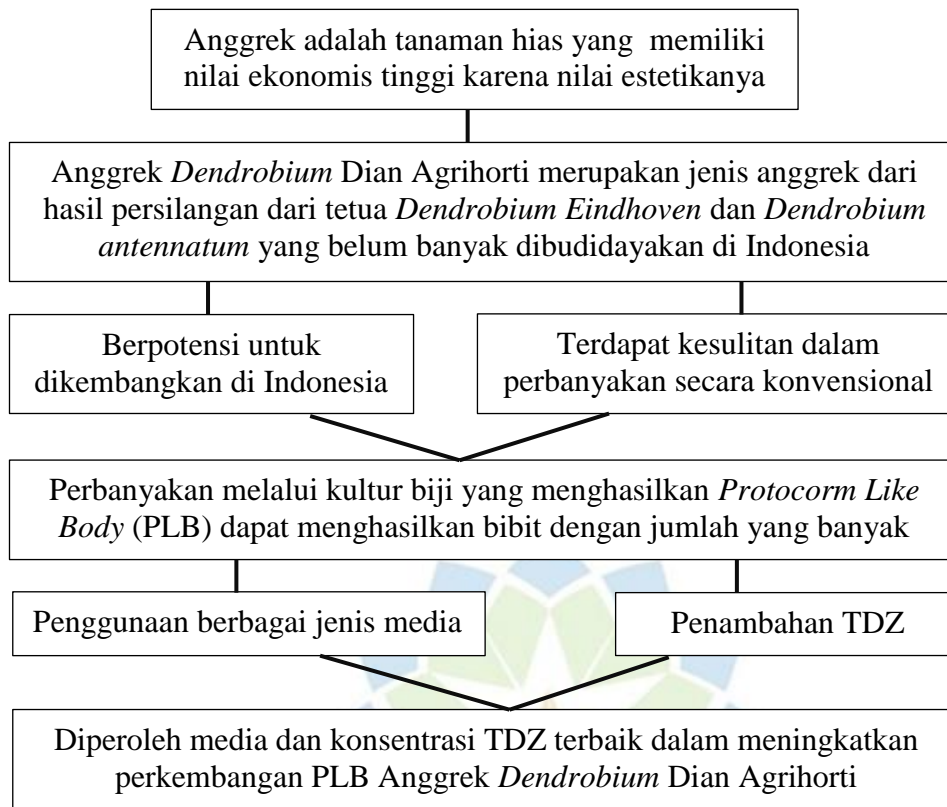 Anggrek adalah tanaman hias yang memiliki
nilai ekonomis tinggi karena nilai estetikanya
Anggrek Dendrobium Dian Agrihorti merupakan jenis anggrek dari
hasil persilangan dari tetua Dendrobium Eindhoven dan Dendrobium
antennatum yang belum banyak dibudidayakan di Indonesia
Berpotensi untuk
dikembangkan di Indonesia
Terdapat kesulitan dalam
perbanyakan secara konvensional
Perbanyakan melalui kultur biji yang menghasilkan Protocorm Like
Body (PLB) dapat menghasilkan bibit dengan jumlah yang banyak
Penggunaan berbagai jenis media
Penambahan TDZ
Diperoleh media dan konsentrasi TDZ terbaik dalam meningkatkan
perkembangan PLB Anggrek Dendrobium Dian Agrihorti